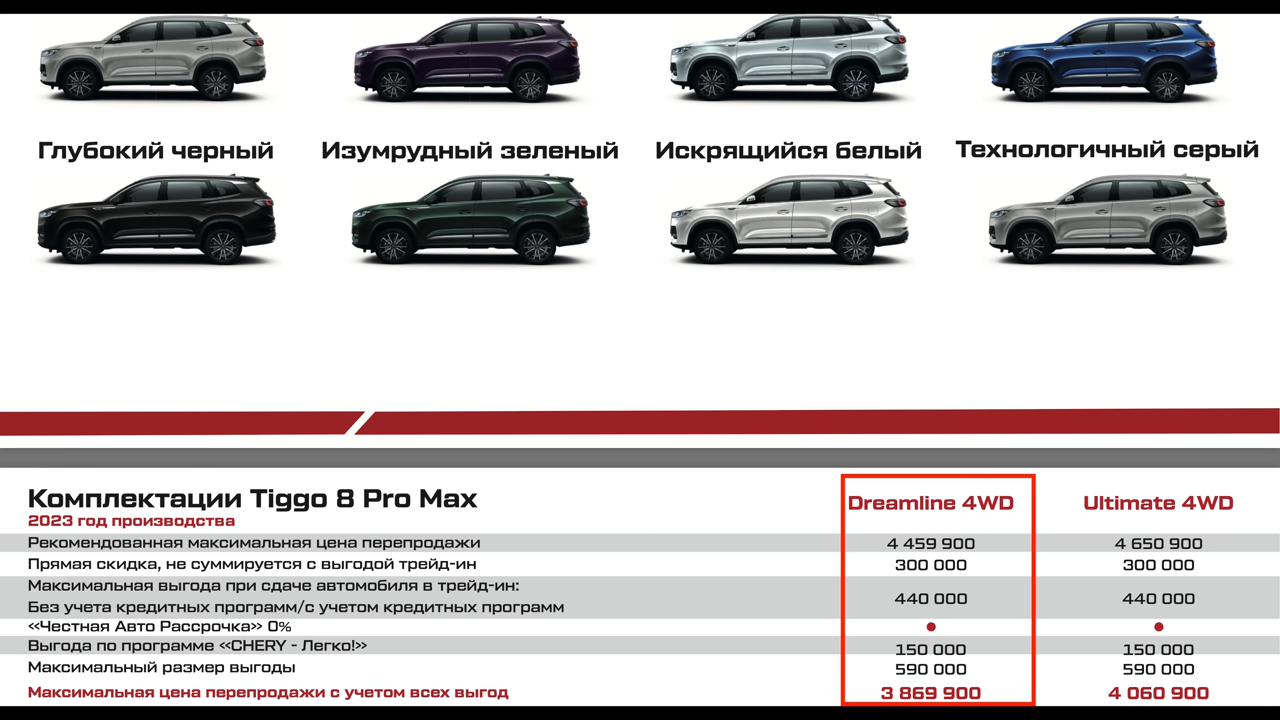 Глубокий черный Изумрудный зеленый Искрящийся белый Технологичный серый
Комплектации Tiggo 8 Pro Max Dreamline 4WD Ultimate 4WD
2023 год производства
Рекомендованная максимальная цена перепродажи 4 459 900 4 650 900
Прямая скидка, не суммируется с выгодой трейд-ин 300 000 300 000
Максимальная выгода при сдаче автомобиля в трейд-ин:
Без учета кредитных программ/с учетом кредитных программ 440 000 440 000
«Честная Авто Рассрочка» 0% • •
Выгода по программе «CHERY - Легко!» 150 000 150 000
Максимальный размер выгоды 590 000 590 000
Максимальная цена перепродажи с учетом всех выгод 3 869 900 4 060 900